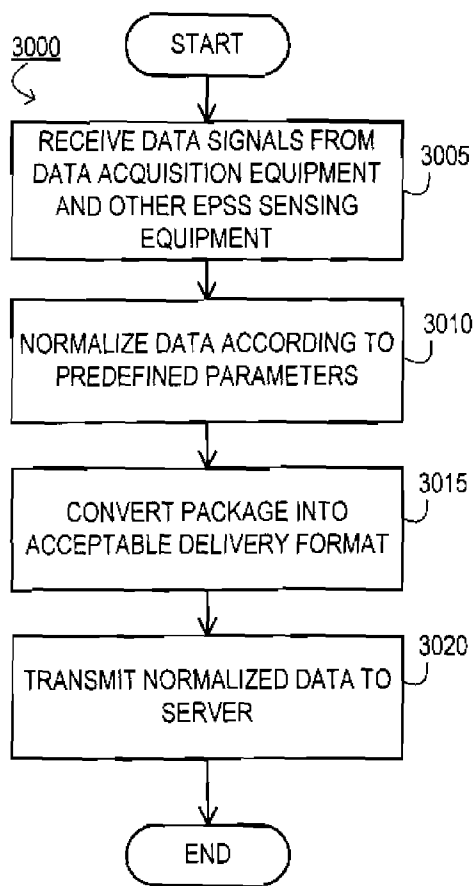 START
3000
RECEIVE DATA SIGNALS FROM
DATA ACQUISITION EQUIPMENT
AND OTHER EPSS SENSING
EQUIPMENT
3005
NORMALIZE DATA ACCORDING TO
PREDEFINED PARAMETERS
3010
CONVERT PACKAGE INTO
ACCEPTABLE DELIVERY FORMAT
3015
TRANSMIT NORMALIZED DATA TO
SERVER
3020
END